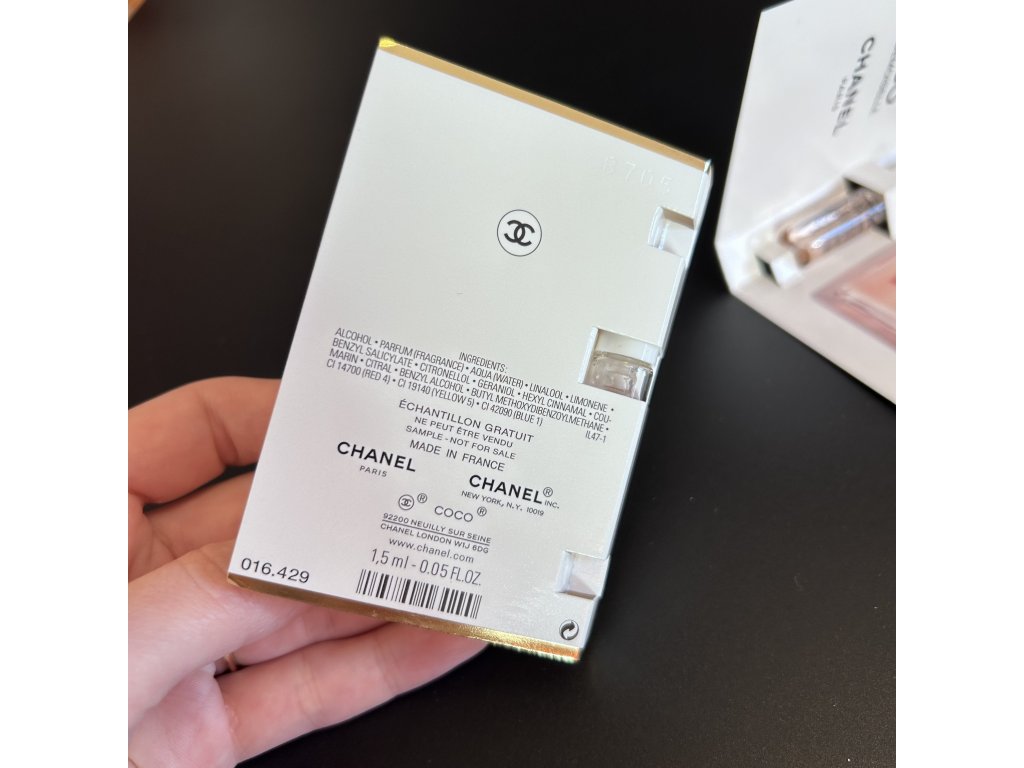 8705
INGREDIENTS:
ALCOHOL • PARFUM (FRAGRANCE) • AQUA (WATER) • LINALOOL • LIMONENE •
BENZYL SALICYLATE • CITRONELLOL • GERANIOL • HEXYL CINNAMAL • COU-
MARIN • CITRAL • BENZYL ALCOHOL • BUTYL METHOXYDIBENZOYLMETHANE •
CI 14700 (RED 4) • CI 19140 (YELLOW 5) • CI 42090 (BLUE 1) IL47-1
ÉCHANTILLON GRATUIT
NE PEUT ÊTRE VENDU
SAMPLE - NOT FOR SALE
MADE IN FRANCE
CHANEL
PARIS
CHANEL® INC.
NEW YORK, N.Y. 10019
® COCO ®
92200 NEUILLY SUR SEINE
CHANEL LONDON W1J 6DG
www.chanel.com
1,5 ml - 0.05 FL.OZ.
016.429
CHANEL
PARIS